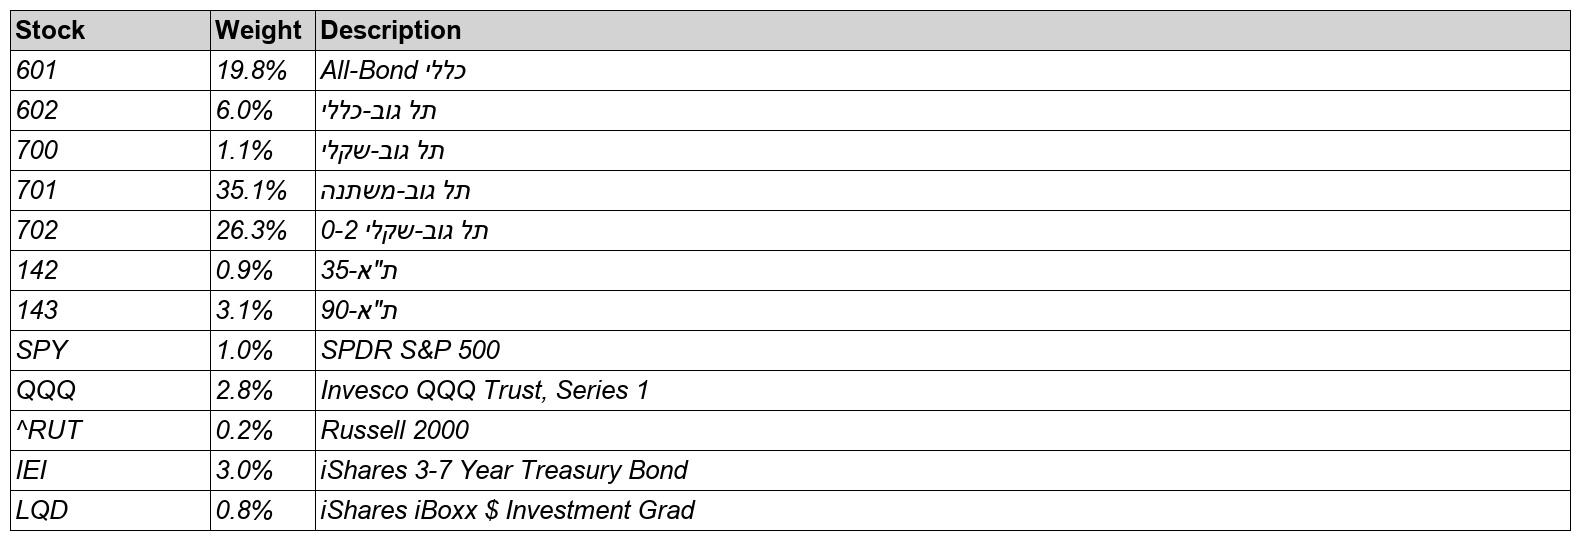 Stock Weight Description
601 19.8% All-Bond כללי
602 6.0% תל גוב-כללי
700 1.1% תל גוב-שקלי
701 35.1% תל גוב-משתנה
702 26.3% תל גוב-שקלי 0-2
142 0.9% ת"א-35
143 3.1% ת"א-90
SPY 1.0% SPDR S&P 500
QQQ 2.8% Invesco QQQ Trust, Series 1
^RUT 0.2% Russell 2000
IEI 3.0% iShares 3-7 Year Treasury Bond
LQD 0.8% iShares iBoxx $ Investment Grad